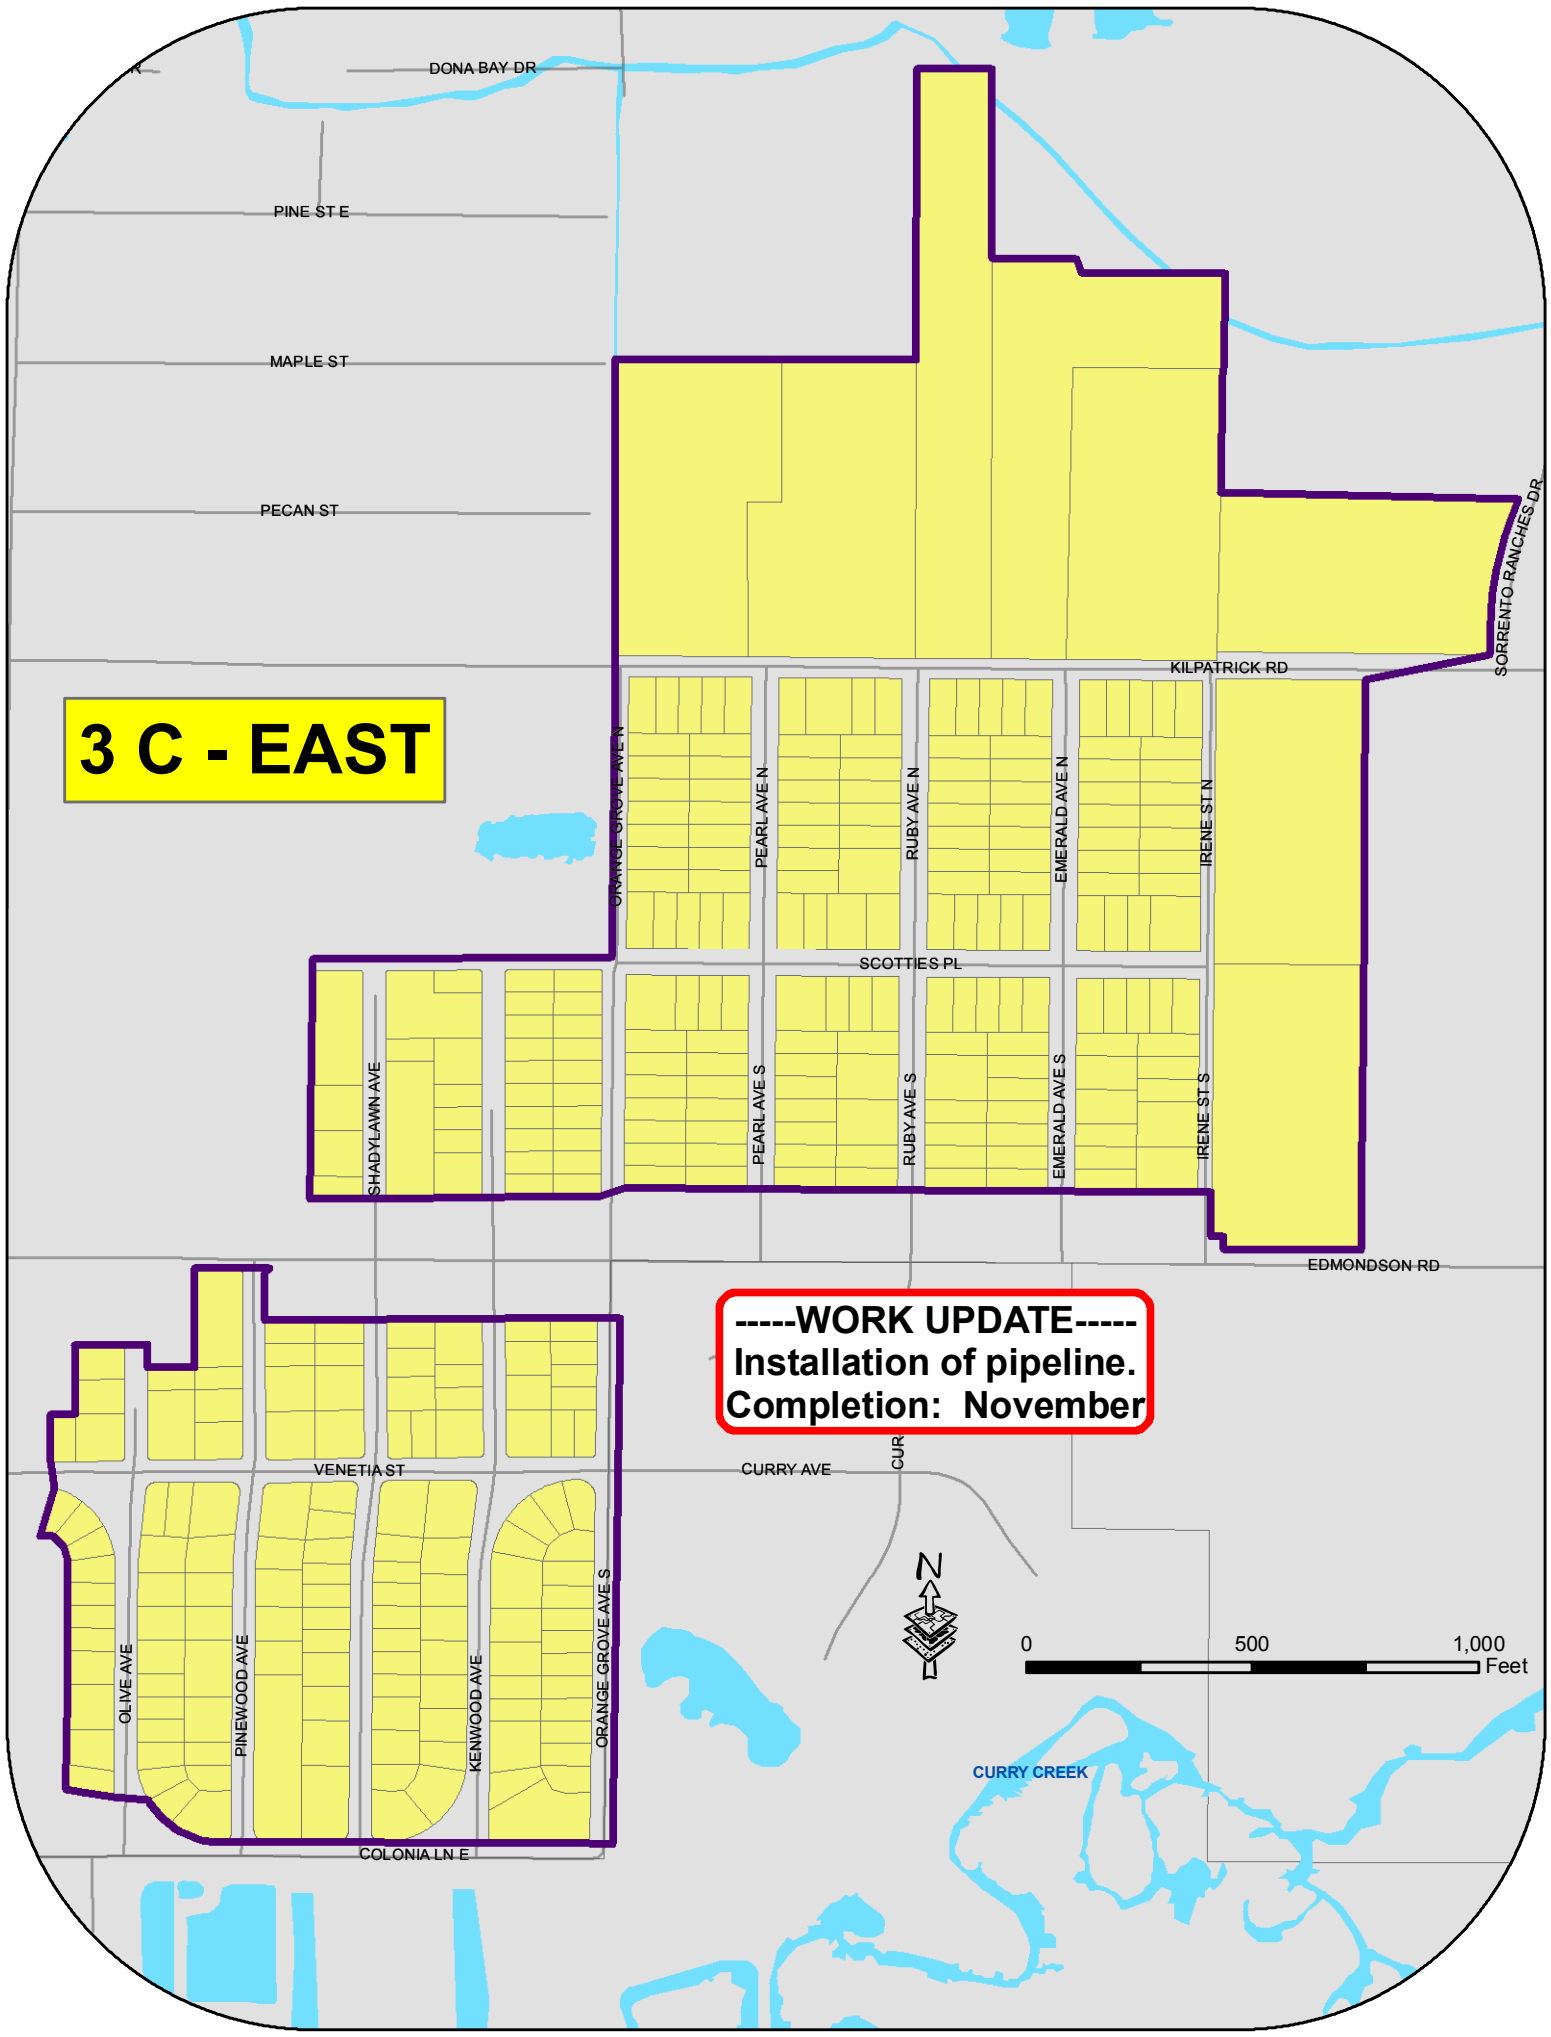 R
DONA BAY DR
PINE ST E
MAPLE ST
PECAN ST
SORRENTO RANCHES DR
KILPATRICK RD
3 C - EAST
ORANGE GROVE AVE N
PEARL AVE N
RUBY AVE N
EMERALD AVE N
IRENE ST N
SCOTTIES PL
SHADYLAWN AVE
PEARL AVE S
RUBY AVE S
EMERALD AVE S
IRENE ST S
EDMONDSON RD
-----WORK UPDATE-----
Installation of pipeline.
Completion:  November
CUR
VENETIA ST
CURRY AVE
N
0 500 1,000
Feet
OLIVE AVE
PINEWOOD AVE
KENWOOD AVE
ORANGE GROVE AVE S
CURRY CREEK
COLONIA LN E